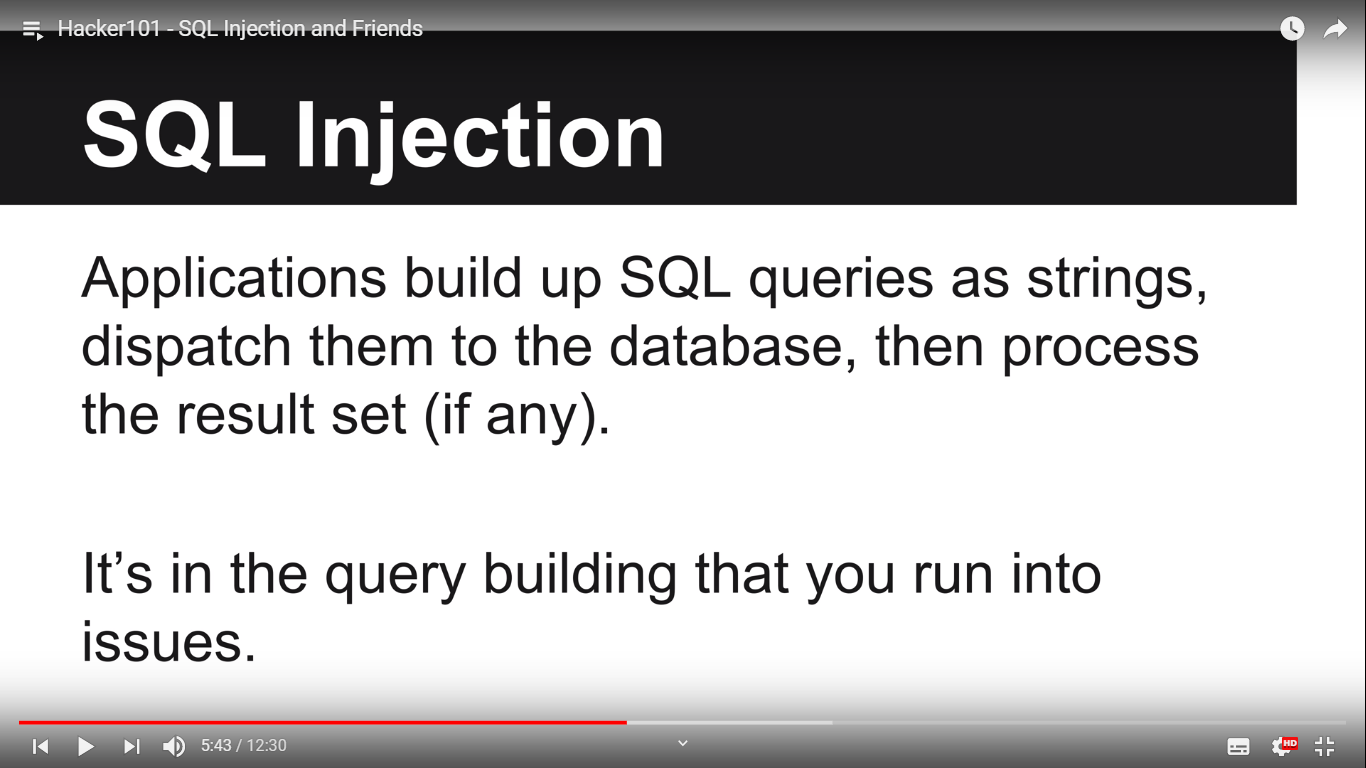 Hacker101 - SQL Injection and Friends
SQL Injection
Applications build up SQL queries as strings,
dispatch them to the database, then process
the result set (if any).
It’s in the query building that you run into
issues.
5:43 / 12:30
HD